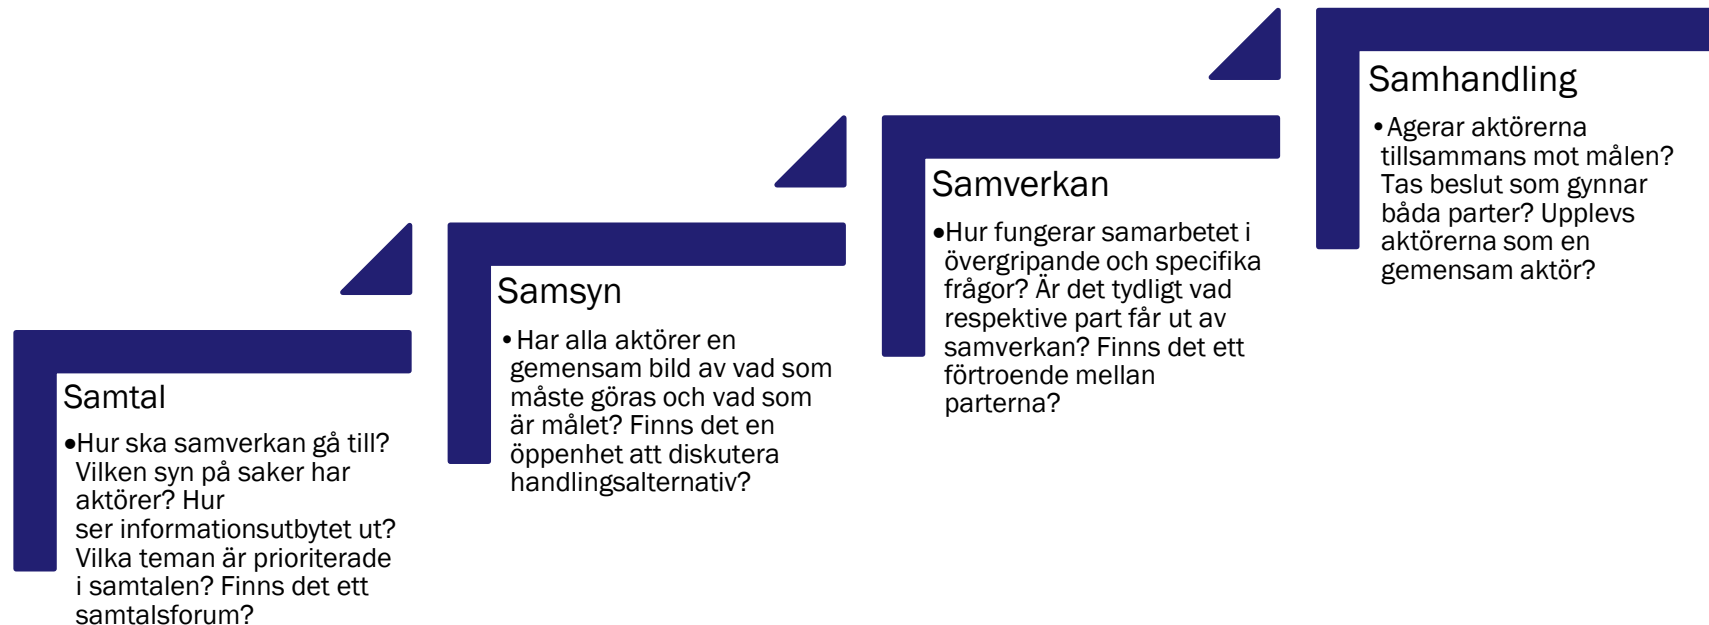 Samtal
•Hur ska samverkan gå till?
Vilken syn på saker har
aktörer? Hur
ser informationsutbytet ut?
Vilka teman är prioriterade
i samtalen? Finns det ett
samtalsforum?
Samsyn
•Har alla aktörer en
gemensam bild av vad som
måste göras och vad som
är målet? Finns det en
öppenhet att diskutera
handlingsalternativ?
Samverkan
•Hur fungerar samarbetet i
övergripande och specifika
frågor? Är det tydligt vad
respektive part får ut av
samverkan? Finns det ett
förtroende mellan
parterna?
Samhandling
•Agerar aktörerna
tillsammans mot målen?
Tas beslut som gynnar
båda parter? Upplevs
aktörerna som en
gemensam aktör?